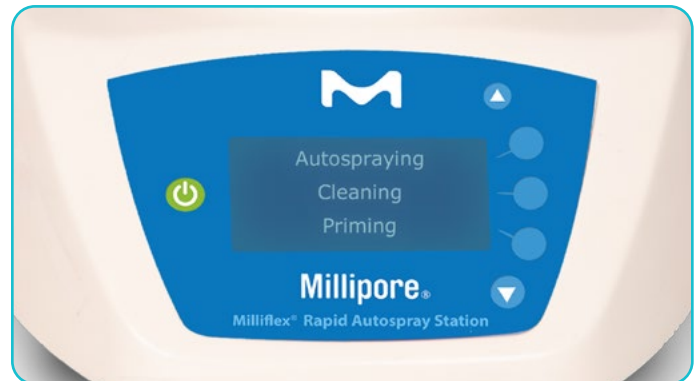 Autospraying
Cleaning
Priming
Millipore®
Milliflex® Rapid Autospray Station